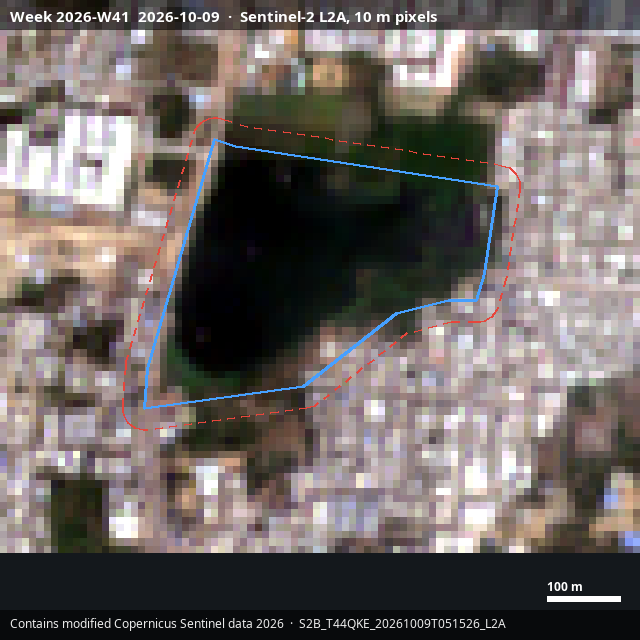 Week 2026-W41  2026-10-09  ·  Sentinel-2 L2A, 10 m pixels
100 m
Contains modified Copernicus Sentinel data 2026  ·  S2B_T44QKE_20261009T051526_L2A